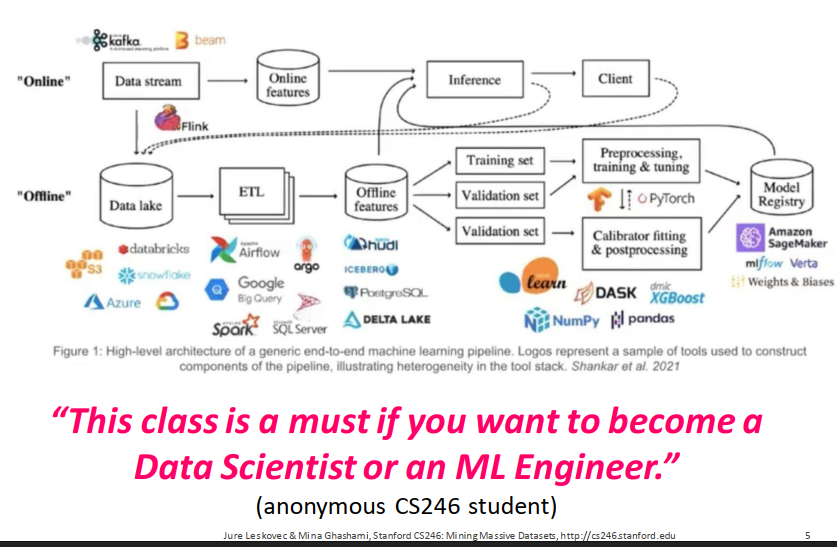 kafka
A distributed streaming platform
beam
"Online"
Data stream
Online
features
Inference
Client
Flink
"Offline"
Data lake
ETL
Offline
features
Training set
Validation set
Validation set
Preprocessing,
training & tuning
PyTorch
Calibrator fitting
& postprocessing
Model
Registry
databricks
S3
snowflake
Azure
Apache
Airflow
argo
Google
Big Query
Spark
SQL Server
hudi
ICEBERG
PostgreSQL
DELTA LAKE
learn
DASK
dmlc
XGBoost
NumPy
pandas
Amazon
SageMaker
mlflow Verta
Weights & Biases
Figure 1: High-level architecture of a generic end-to-end machine learning pipeline. Logos represent a sample of tools used to construct
components of the pipeline, illustrating heterogeneity in the tool stack. Shankar et al. 2021
“This class is a must if you want to become a
Data Scientist or an ML Engineer.”
(anonymous CS246 student)
Jure Leskovec & Mina Ghashami, Stanford CS246: Mining Massive Datasets, http://cs246.stanford.edu
5